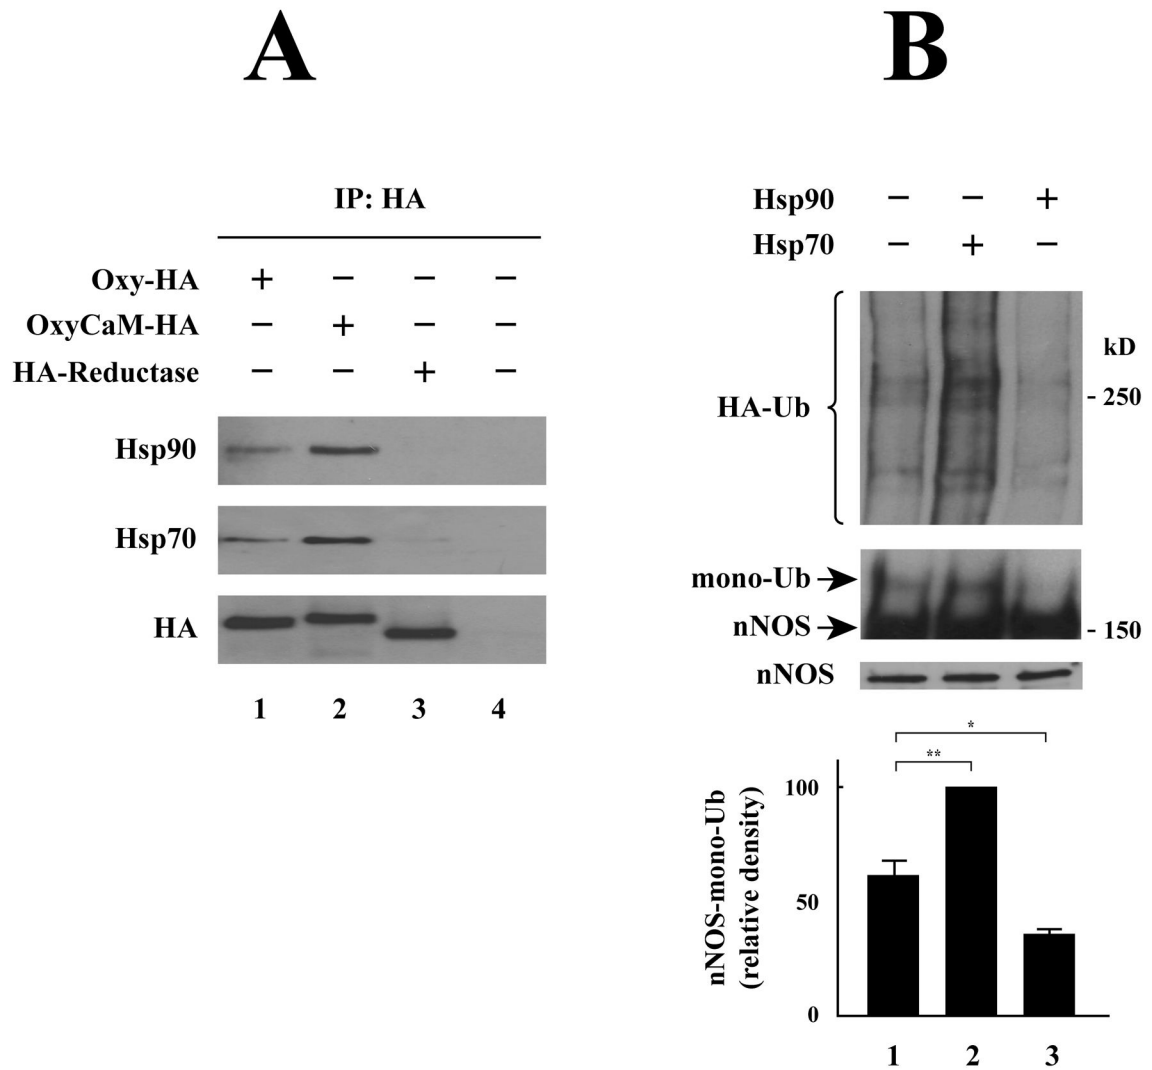 A
IP: HA
Oxy-HA + − − −
OxyCaM-HA − + − −
HA-Reductase − − + −
Hsp90
Hsp70
HA
1 2 3 4
B
Hsp90 − − +
Hsp70 − + −
kD
HA-Ub
- 250
mono-Ub
nNOS
- 150
nNOS
*
**
nNOS-mono-Ub
(relative density)
100
50
0
1 2 3